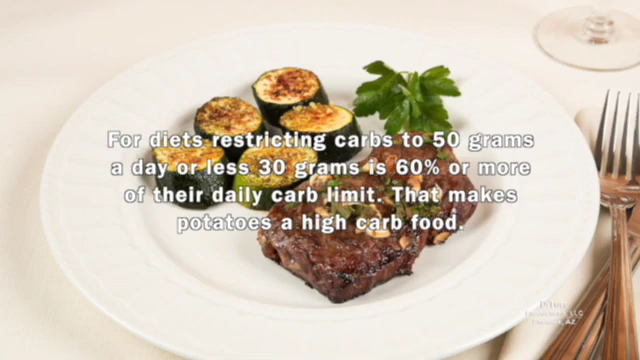 For diets restricting carbs to 50 grams
a day or less 30 grams is 60% or more
of their daily carb limit. That makes
potatoes a high carb food.